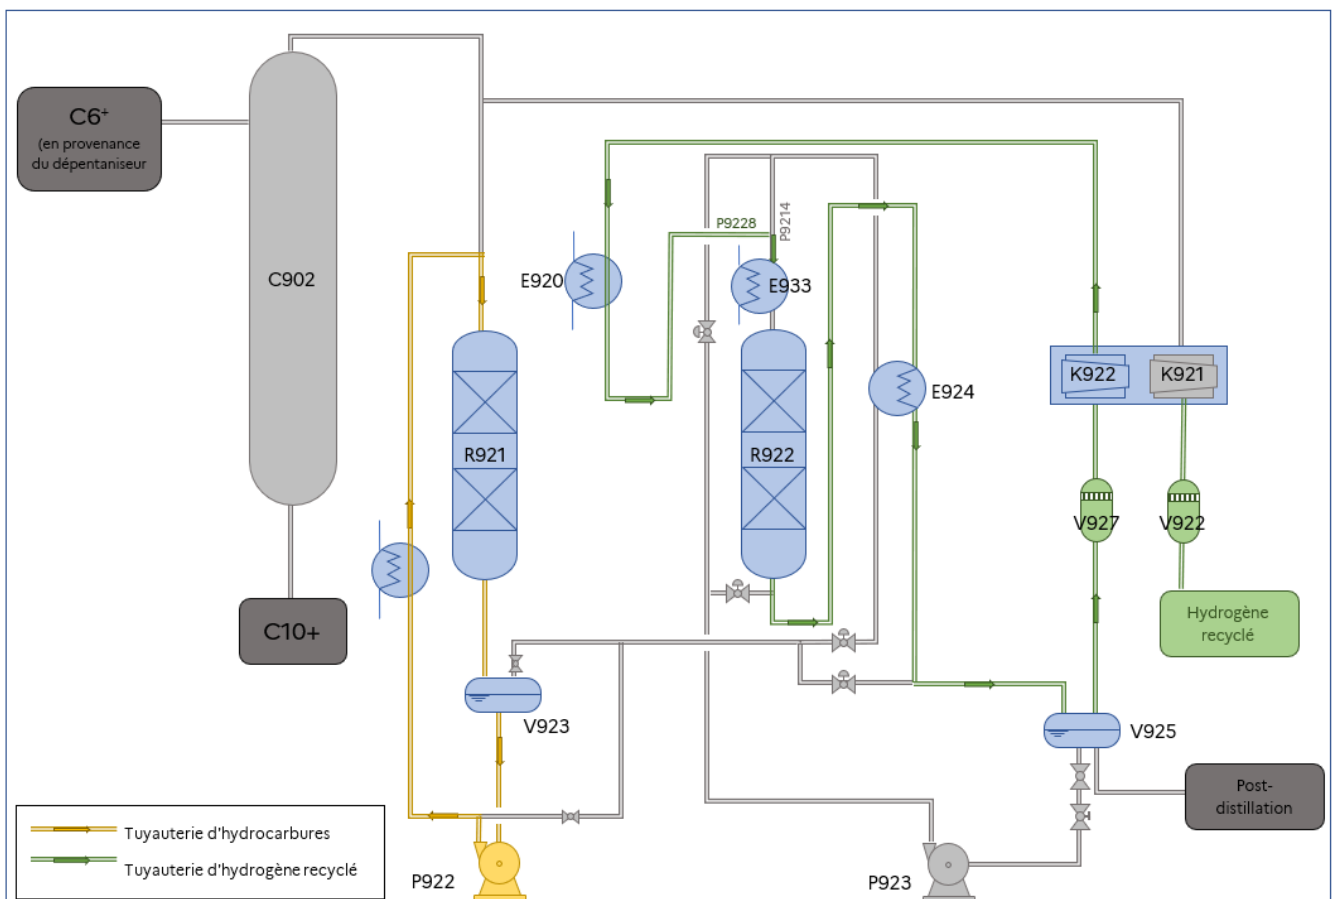 C6+
(en provenance
du dépentaniseur
P9228
P9214
E920
E933
C902
K922
K921
E924
R921
R922
V927
V922
Hydrogène
recyclé
C10+
V923
V925
Post-
distillation
Tuyauterie d'hydrocarbures
Tuyauterie d'hydrogène recyclé
P922
P923